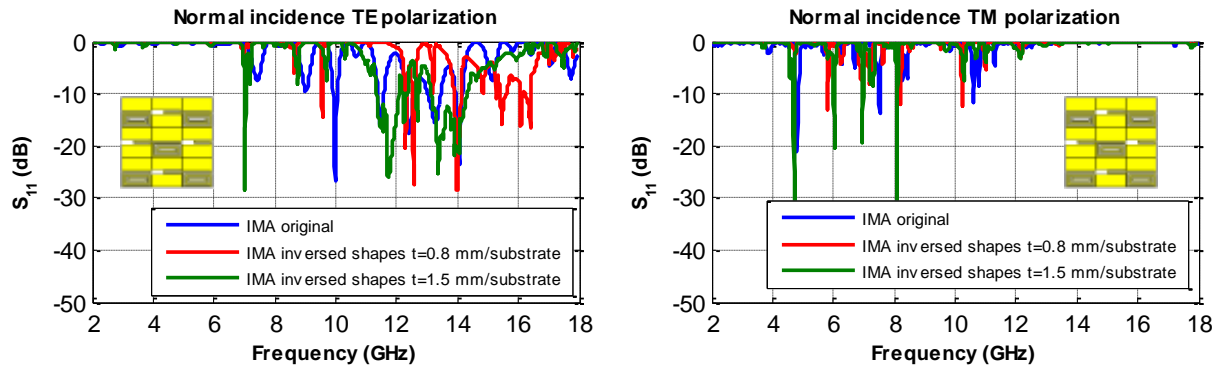 Normal incidence TE polarization
0
-10
-20
-30
-40
-50
S11 (dB)
IMA original
IMA inversed shapes t=0.8 mm/substrate
IMA inversed shapes t=1.5 mm/substrate
2 4 6 8 10 12 14 16 18
Frequency (GHz)
Normal incidence TM polarization
0
-10
-20
-30
-40
-50
S11 (dB)
IMA original
IMA inversed shapes t=0.8 mm/substrate
IMA inversed shapes t=1.5 mm/substrate
2 4 6 8 10 12 14 16 18
Frequency (GHz)